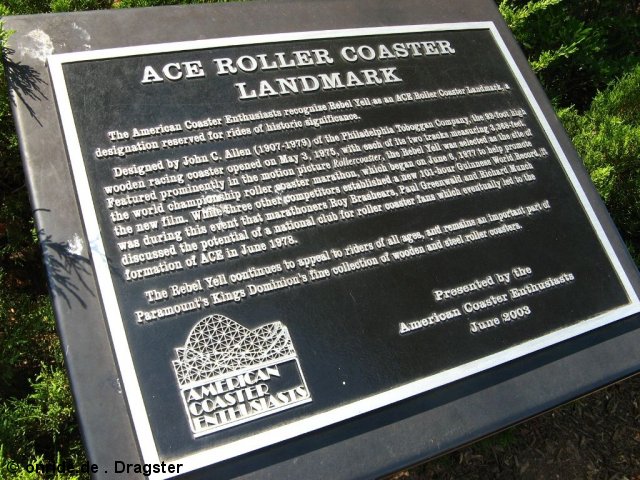 ACE ROLLER COASTER
LANDMARK
The American Coaster Enthusiasts recognize Rebel Yell as an ACE Roller Coaster Landmark, a
designation reserved for rides of historic significance.
Designed by John C. Allen (1907-1979) of the Philadelphia Toboggan Company, the
wooden racing coaster opened on May 3, 1975, with each of its two tracks measuring
Featured prominently in the motion picture Rollercoaster, the Rebel Yell was selected as the site of
the world championship roller coaster marathon, which began on June 6, 1977 to help promote
the new film. While three other competitors established a new 101-hour Guinness World Record, it
was during this event that marathoners Roy Brashears, Paul Greenwald and Richard Munch
discussed the potential of a national club for roller coaster fans which eventually led to the
formation of ACE in June 1978.
The Rebel Yell continues to appeal to riders of all ages, and remains an important part of
Paramount's Kings Dominion's fine collection of wooden and steel roller coasters.
Presented by the
American Coaster Enthusiasts
June 2003
AMERICAN
COASTER
ENTHUSIASTS
© onride.de . Dragster